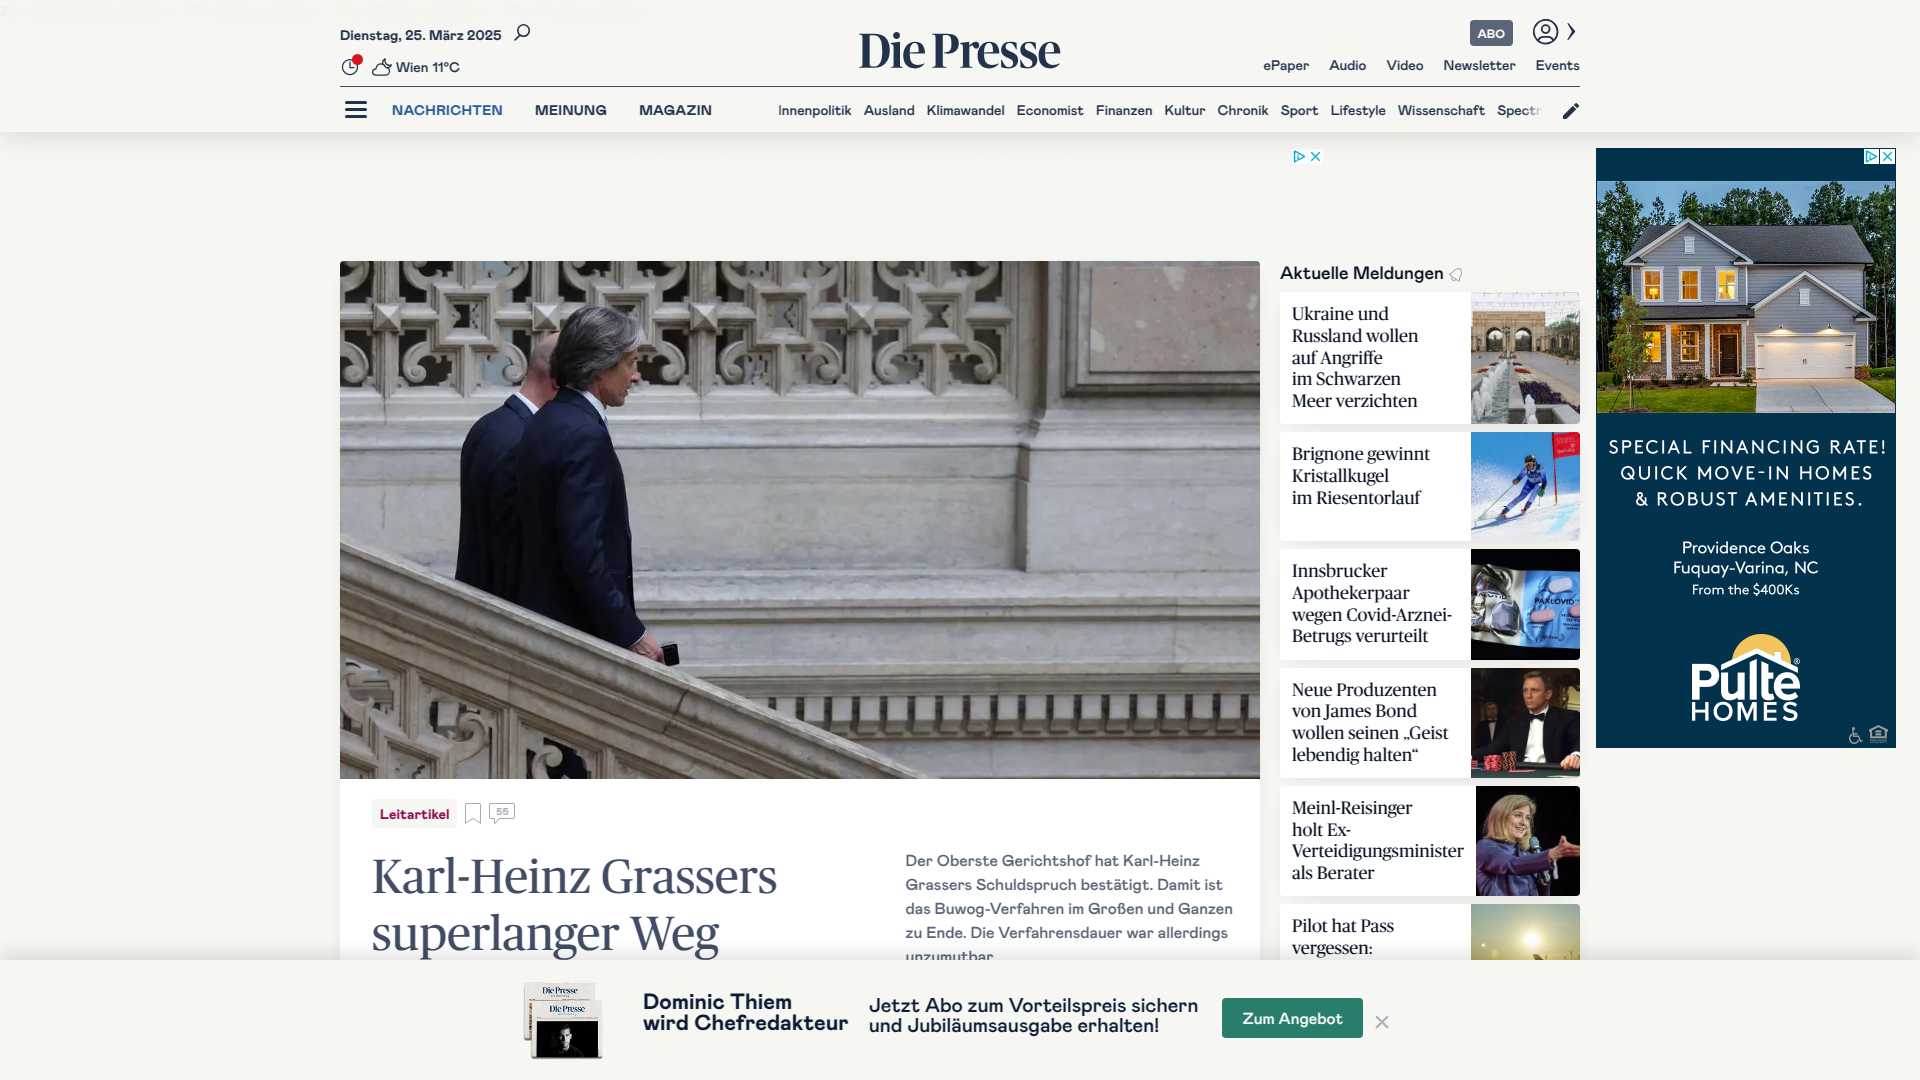 Dienstag, 25. März 2025
Wien 11°C
Die Presse
ABO
ePaper Audio Video Newsletter Events
NACHRICHTEN MEINUNG MAGAZIN
Innenpolitik Ausland Klimawandel Economist Finanzen Kultur Chronik Sport Lifestyle Wissenschaft Spectr
Leitartikel
55
Karl-Heinz Grassers
superlanger Weg
Der Oberste Gerichtshof hat Karl-Heinz
Grassers Schuldspruch bestätigt. Damit ist
das Buwog-Verfahren im Großen und Ganzen
zu Ende. Die Verfahrensdauer war allerdings
unzumutbar.
Aktuelle Meldungen
Ukraine und
Russland wollen
auf Angriffe
im Schwarzen
Meer verzichten
Brignone gewinnt
Kristallkugel
im Riesentorlauf
Innsbrucker
Apothekerpaar
wegen Covid-Arznei-
Betrugs verurteilt
PAXLOVID
Neue Produzenten
von James Bond
wollen seinen „Geist
lebendig halten“
Meinl-Reisinger
holt Ex-
Verteidigungsminister
als Berater
Pilot hat Pass
vergessen:
SPECIAL FINANCING RATE!
QUICK MOVE-IN HOMES
& ROBUST AMENITIES.
Providence Oaks
Fuquay-Varina, NC
From the $400Ks
Pulte
HOMES
Die Presse
Die Presse
Dominic Thiem
wird Chefredakteur
Jetzt Abo zum Vorteilspreis sichern
und Jubiläumsausgabe erhalten!
Zum Angebot